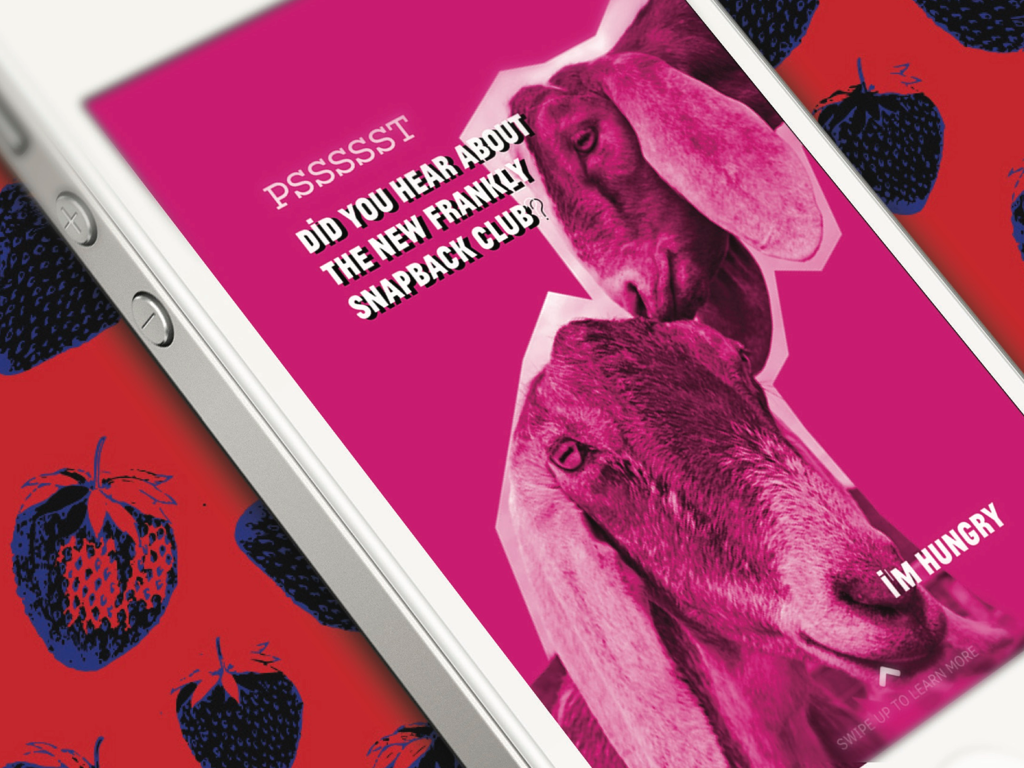 PSSSSST
DiD YOU HEAR ABOUT
THE NEW FRANKLY
SNAPBACK CLUB?
i'M HUNGRY
SWIPE UP TO LEARN MORE